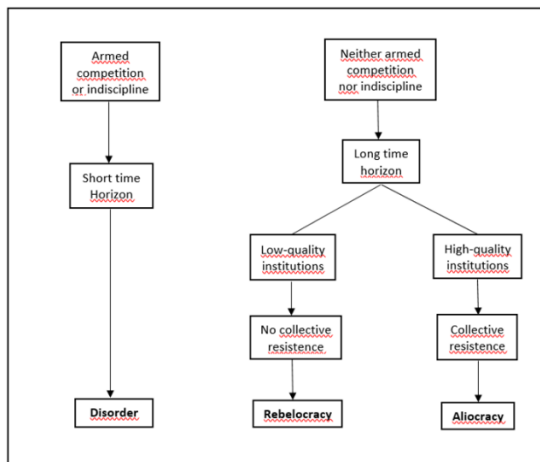 Armed
competition
or indiscipline
Neither armed
competition
nor indiscipline
Short time
Horizon
Long time
horizon
Low-quality
institutions
High-quality
institutions
No collective
resistence
Collective
resistence
Disorder
Rebelocracy
Aliocracy